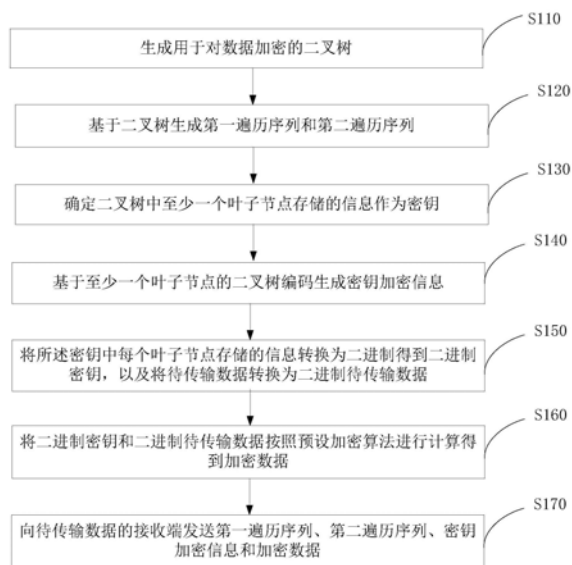 S110
生成用于对数据加密的二叉树
S120
基于二叉树生成第一遍历序列和第二遍历序列
S130
确定二叉树中至少一个叶子节点存储的信息作为密钥
S140
基于至少一个叶子节点的二叉树编码生成密钥加密信息
S150
将所述密钥中每个叶子节点存储的信息转换为二进制得到二进制
密钥，以及将待传输数据转换为二进制待传输数据
S160
将二进制密钥和二进制待传输数据按照预设加密算法进行计算得
到加密数据
S170
向待传输数据的接收端发送第一遍历序列、第二遍历序列、密钥
加密信息和加密数据